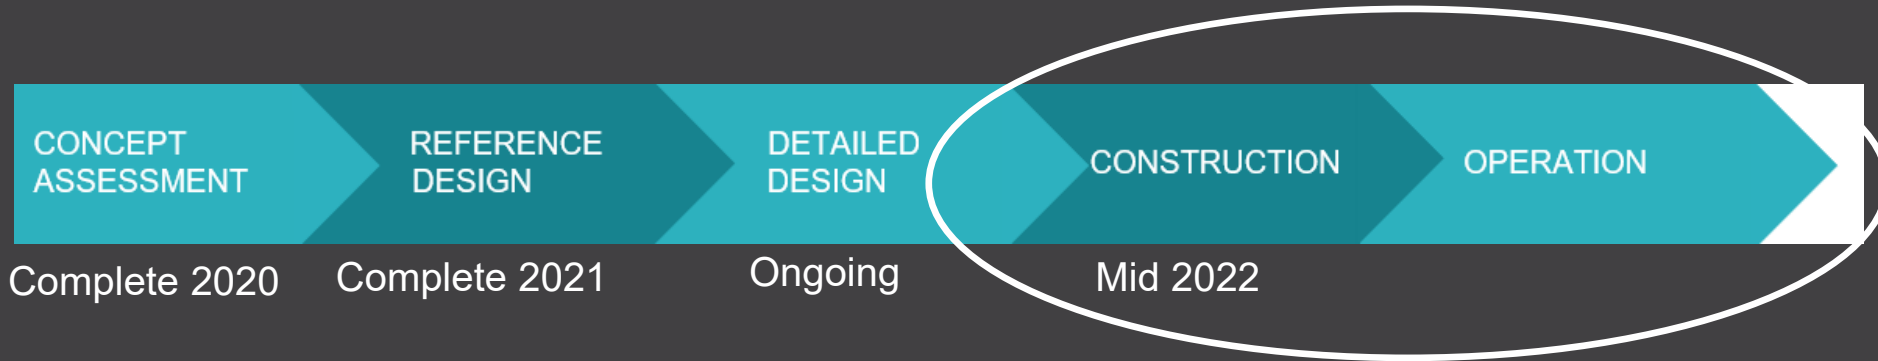 CONCEPT
ASSESSMENT
REFERENCE
DESIGN
DETAILED
DESIGN
CONSTRUCTION
OPERATION
Complete 2020
Complete 2021
Ongoing
Mid 2022